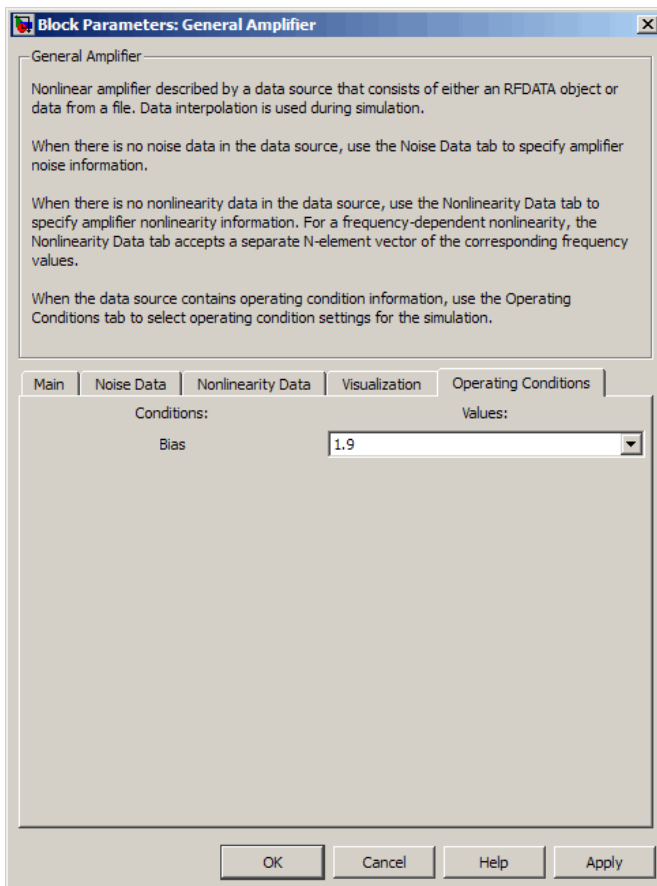 Block Parameters: General Amplifier
General Amplifier
Nonlinear amplifier described by a data source that consists of either an RFDATA object or
data from a file. Data interpolation is used during simulation.
When there is no noise data in the data source, use the Noise Data tab to specify amplifier
noise information.
When there is no nonlinearity data in the data source, use the Nonlinearity Data tab to
specify amplifier nonlinearity information. For a frequency-dependent nonlinearity, the
Nonlinearity Data tab accepts a separate N-element vector of the corresponding frequency
values.
When the data source contains operating condition information, use the Operating
Conditions tab to select operating condition settings for the simulation.
Main Noise Data Nonlinearity Data Visualization Operating Conditions
Conditions: Values:
Bias 1.9
OK Cancel Help Apply